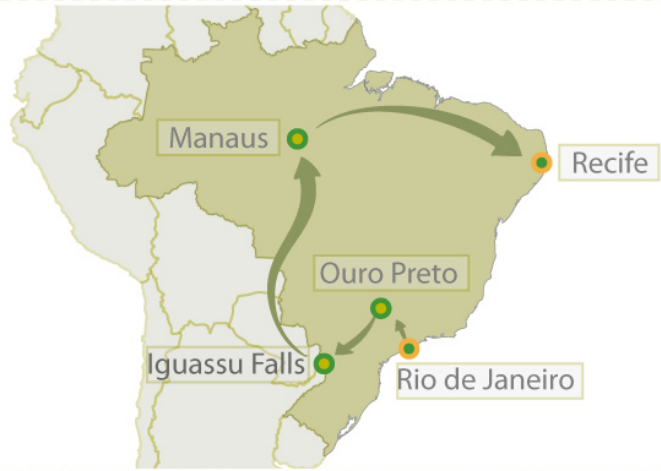 Manaus
Recife
Ouro Preto
Iguassu Falls
Rio de Janeiro